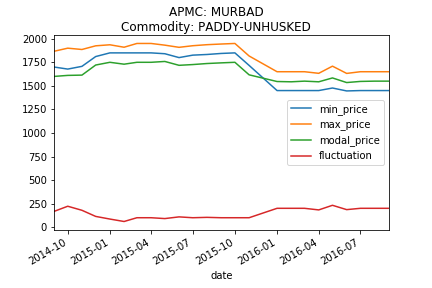 APMC: MURBAD
Commodity: PADDY-UNHUSKED
2000
1750
1500
1250
1000
750
500
250
0
min_price
max_price
modal_price
fluctuation
2014-10
2015-01
2015-04
2015-07
2015-10
2016-01
2016-04
2016-07
date